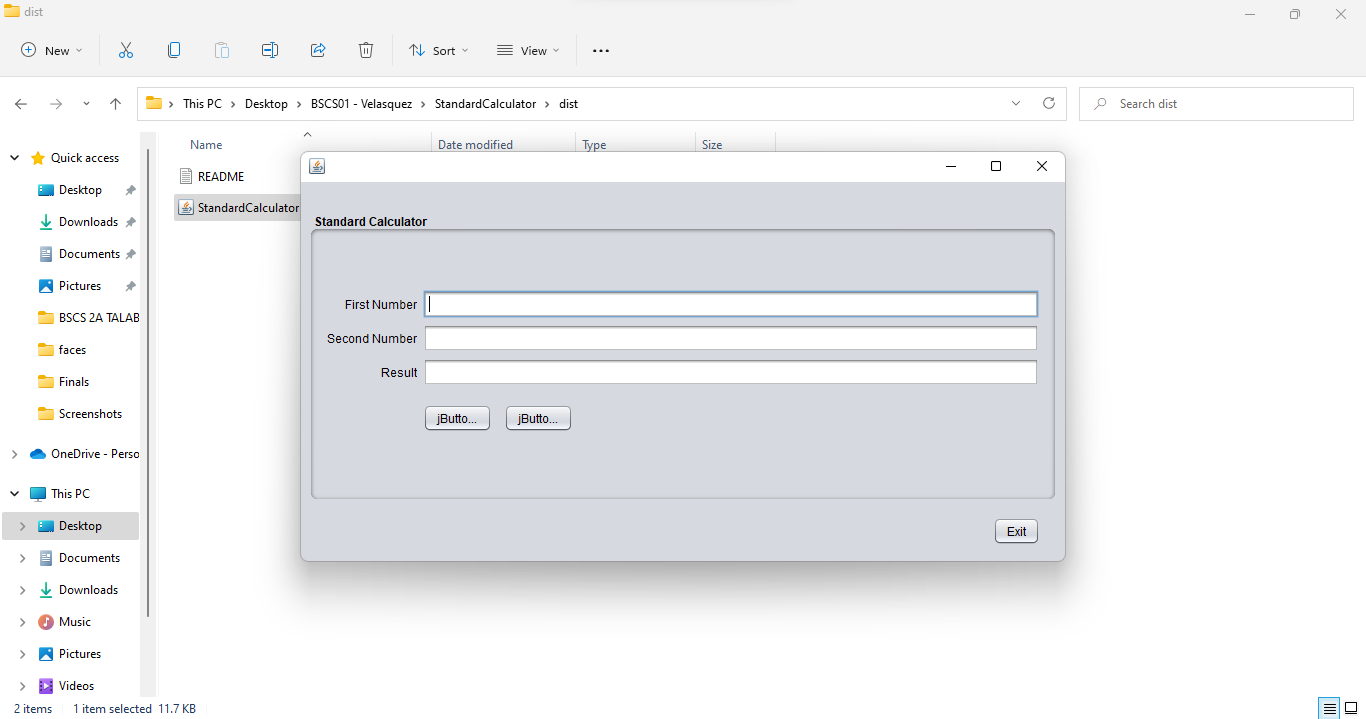 dist
New
Sort
View
This PC > Desktop > BSCS01 - Velasquez > StandardCalculator > dist
Search dist
Name
Date modified
Type
Size
Quick access
Desktop
Downloads
Documents
Pictures
BSCS 2A TALAB
faces
Finals
Screenshots
OneDrive - Perso
This PC
Desktop
Documents
Downloads
Music
Pictures
Videos
README
StandardCalculator
Standard Calculator
First Number
Second Number
Result
jButto...
jButto...
Exit
2 items
1 item selected 11.7 KB